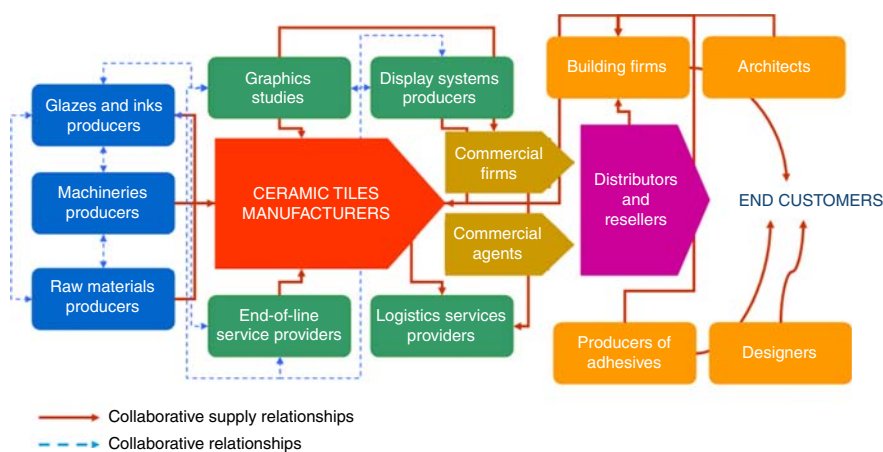 Graphics
studies
Display systems
producers
Building firms
Architects
Glazes and inks
producers
Commercial
firms
Machineries
producers
CERAMIC TILES
MANUFACTURERS
Distributors
and
resellers
END CUSTOMERS
Commercial
agents
Raw materials
producers
End-of-line
service providers
Logistics services
providers
Producers of
adhesives
Designers
Collaborative supply relationships
Collaborative relationships